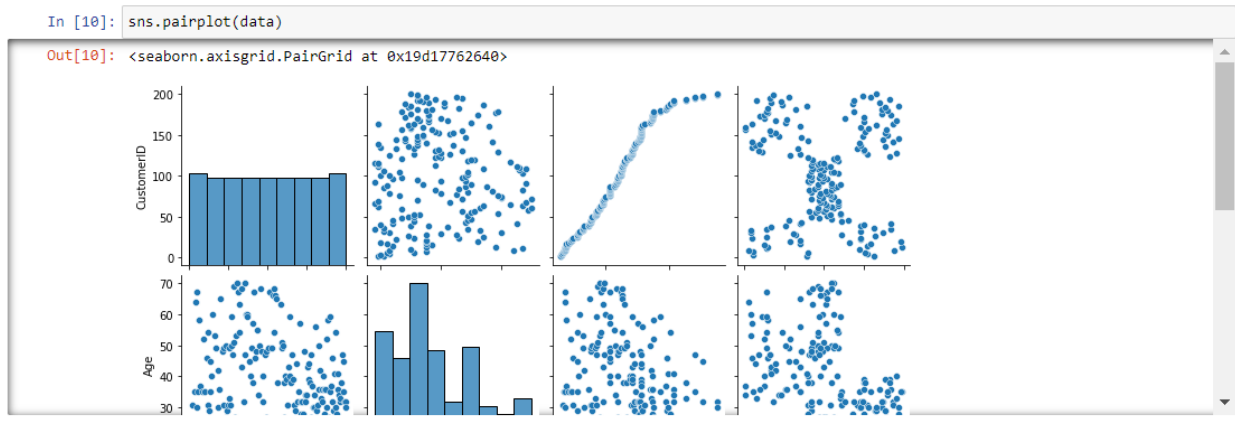 In [10]: sns.pairplot(data)
Out[10]: <seaborn.axisgrid.PairGrid at 0x19d17762640>
200
150
100
50
0
CustomerID
70
60
50
40
30
Age